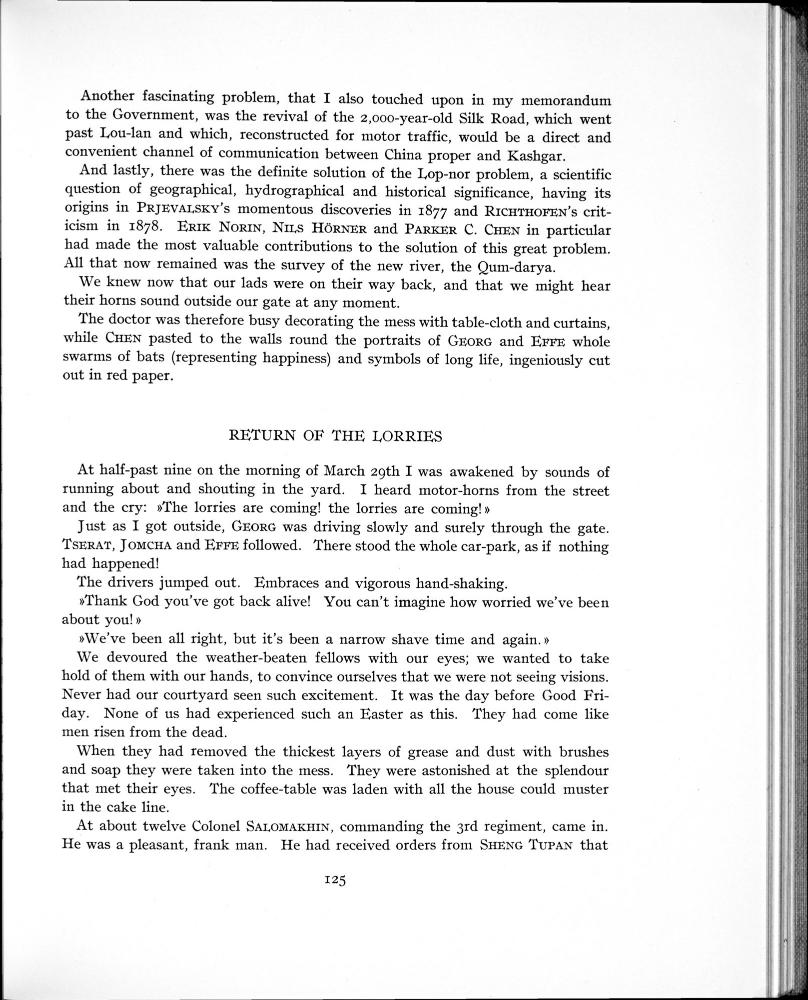 Another fascinating problem, that I also touched upon in my memorandum
to the Government, was the revival of the 2,000-year-old Silk Road, which went
past Lou-lan and which, reconstructed for motor traffic, would be a direct and
convenient channel of communication between China proper and Kashgar.
And lastly, there was the definite solution of the Lop-nor problem, a scientific
question of geographical, hydrographical and historical significance, having its
origins in PRJEVALSKY's momentous discoveries in 1877 and RICHTHOFEN's crit-
icism in 1878. ERIK NORIN, NILS HÖRNER and PARKER C. CHEN in particular
had made the most valuable contributions to the solution of this great problem.
All that now remained was the survey of the new river, the Qum-darya.
We knew now that our lads were on their way back, and that we might hear
their horns sound outside our gate at any moment.
The doctor was therefore busy decorating the mess with table-cloth and curtains,
while CHEN pasted to the walls round the portraits of GEORG and EFFE whole
swarms of bats (representing happiness) and symbols of long life, ingeniously cut
out in red paper.
RETURN OF THE LORRIES
At half-past nine on the morning of March 29th I was awakened by sounds of
running about and shouting in the yard. I heard motor-horns from the street
and the cry: »The lorries are coming! the lorries are coming!»
Just as I got outside, GEORG was driving slowly and surely through the gate.
TSERAT, JOMCHA and EFFE followed. There stood the whole car-park, as if nothing
had happened!
The drivers jumped out. Embraces and vigorous hand-shaking.
»Thank God you've got back alive! You can't imagine how worried we've been
about you!»
»We've been all right, but it's been a narrow shave time and again.»
We devoured the weather-beaten fellows with our eyes; we wanted to take
hold of them with our hands, to convince ourselves that we were not seeing visions.
Never had our courtyard seen such excitement. It was the day before Good Fri-
day. None of us had experienced such an Easter as this. They had come like
men risen from the dead.
When they had removed the thickest layers of grease and dust with brushes
and soap they were taken into the mess. They were astonished at the splendour
that met their eyes. The coffee-table was laden with all the house could muster
in the cake line.
At about twelve Colonel SALOMAKHIN, commanding the 3rd regiment, came in.
He was a pleasant, frank man. He had received orders from SHENG TUPAN that
125